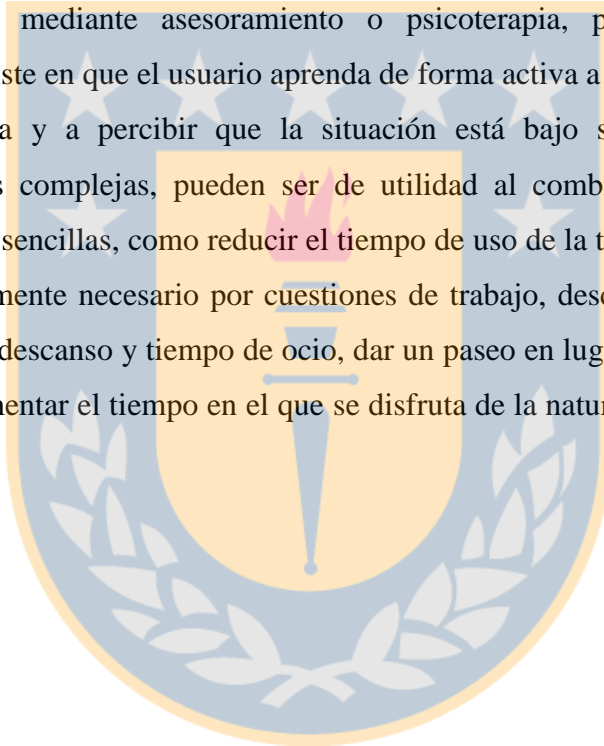 mediante asesoramiento o psicoterapia, p
ste en que el usuario aprenda de forma activa a
a y a percibir que la situación está bajo s
s complejas, pueden ser de utilidad al comb
sencillas, como reducir el tiempo de uso de la t
mente necesario por cuestiones de trabajo, desc
descanso y tiempo de ocio, dar un paseo en lug
nentar el tiempo en el que se disfruta de la natur